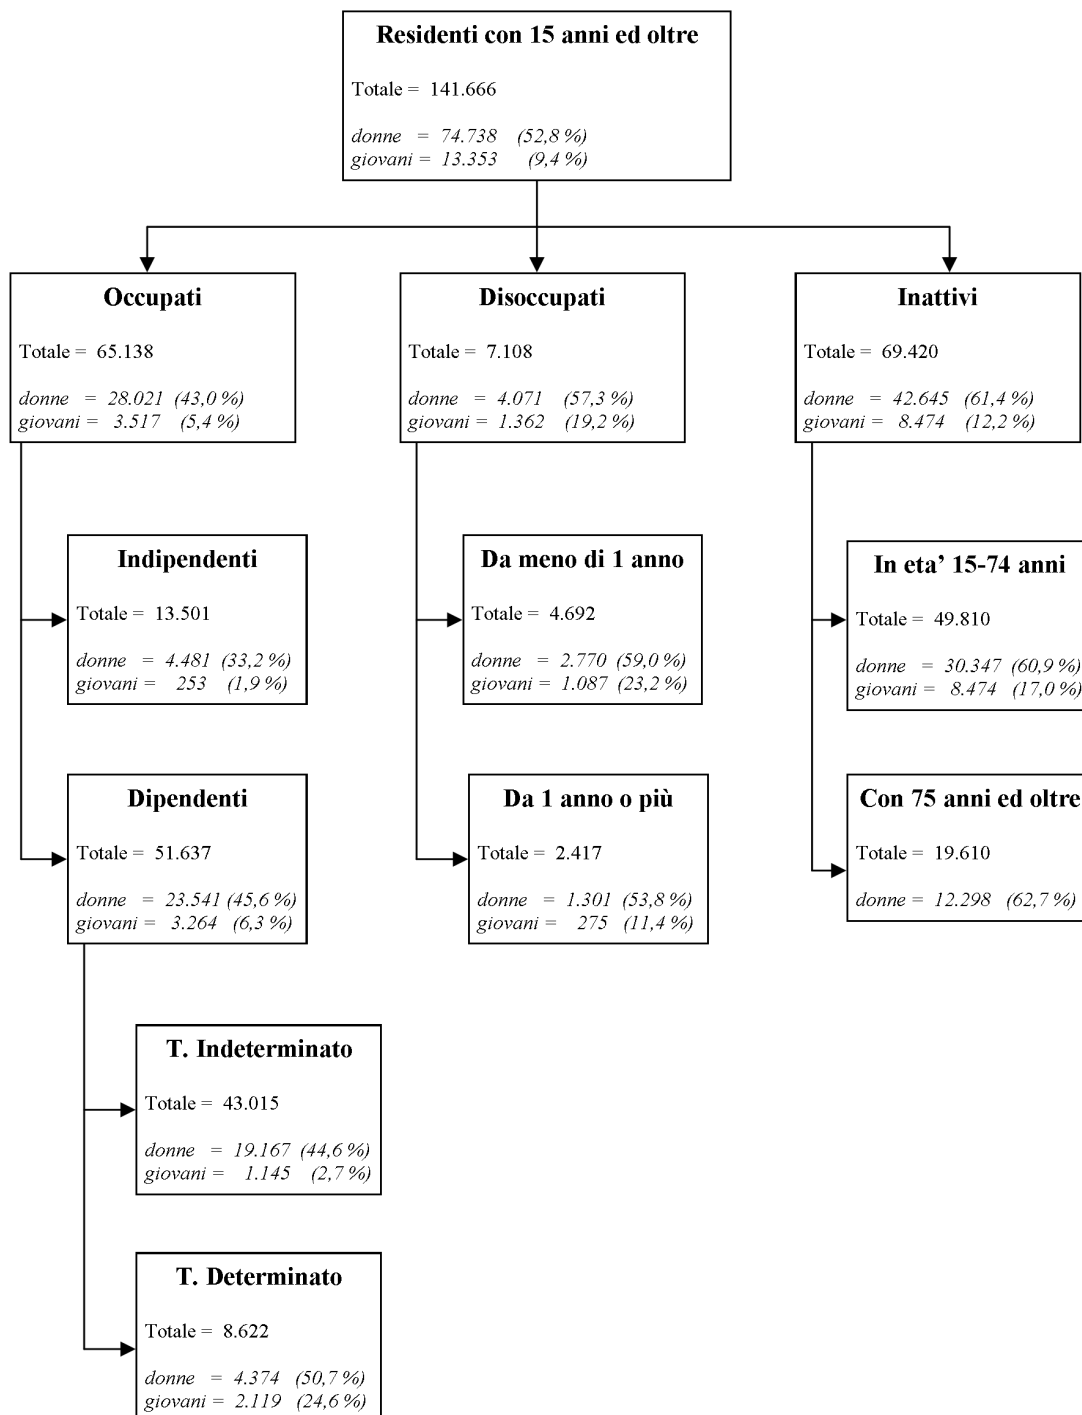 Residenti con 15 anni ed oltre
Totale = 141.666
donne = 74.738 (52,8 %)
giovani = 13.353 (9,4 %)
Occupati
Totale = 65.138
donne = 28.021 (43,0 %)
giovani = 3.517 (5,4 %)
Disoccupati
Totale = 7.108
donne = 4.071 (57,3 %)
giovani = 1.362 (19,2 %)
Inattivi
Totale = 69.420
donne = 42.645 (61,4 %)
giovani = 8.474 (12,2 %)
Indipendenti
Totale = 13.501
donne = 4.481 (33,2 %)
giovani = 253 (1,9 %)
Da meno di 1 anno
Totale = 4.692
donne = 2.770 (59,0 %)
giovani = 1.087 (23,2 %)
In eta’ 15-74 anni
Totale = 49.810
donne = 30.347 (60,9 %)
giovani = 8.474 (17,0 %)
Dipendenti
Totale = 51.637
donne = 23.541 (45,6 %)
giovani = 3.264 (6,3 %)
Da 1 anno o più
Totale = 2.417
donne = 1.301 (53,8 %)
giovani = 275 (11,4 %)
Con 75 anni ed oltre
Totale = 19.610
donne = 12.298 (62,7 %)
T. Indeterminato
Totale = 43.015
donne = 19.167 (44,6 %)
giovani = 1.145 (2,7 %)
T. Determinato
Totale = 8.622
donne = 4.374 (50,7 %)
giovani = 2.119 (24,6 %)